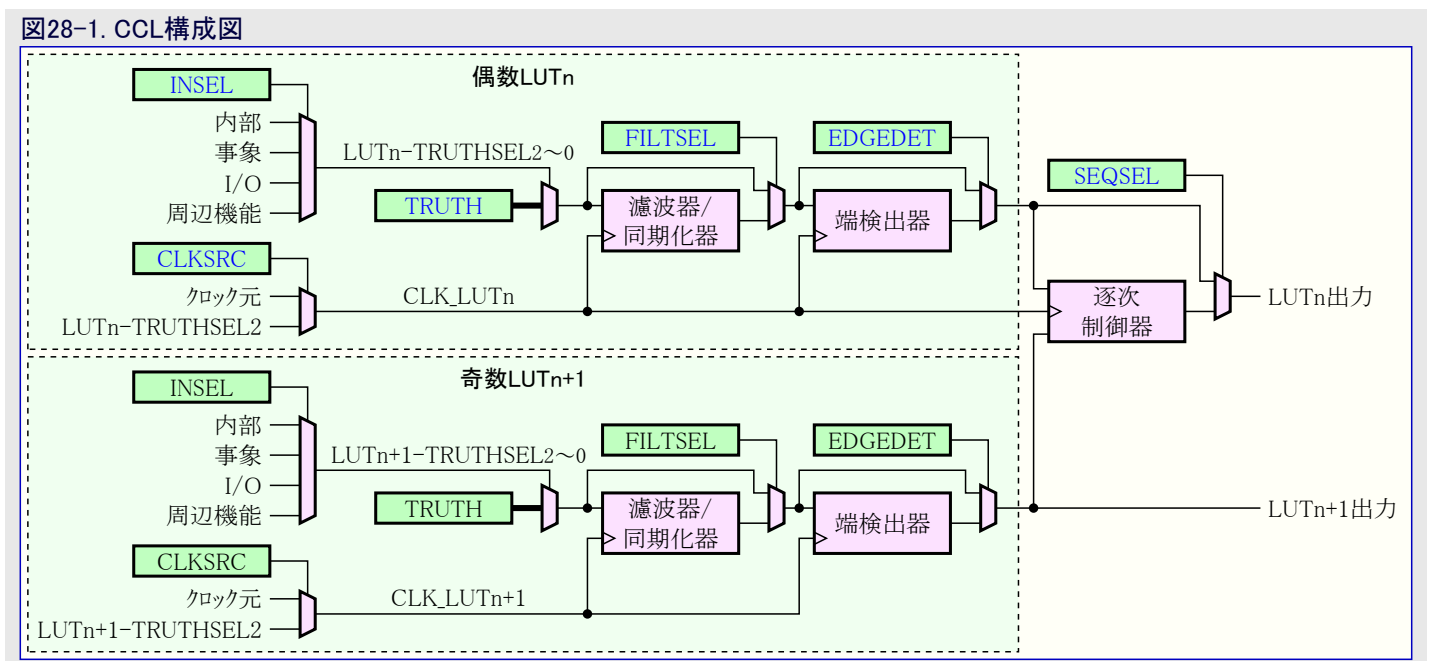 図28-1. CCL構成図
偶数LUTn
INSEL
内部
事象
I/O
周辺機能
LUTn-TRUTHSEL2～0
TRUTH
FILTSEL
濾波器/
同期化器
EDGEDET
端検出器
CLKSRC
クロック元
LUTn-TRUTHSEL2
CLK_LUTn
SEQSEL
逐次
制御器
LUTn出力
奇数LUTn+1
INSEL
内部
事象
I/O
周辺機能
LUTn+1-TRUTHSEL2～0
TRUTH
FILTSEL
濾波器/
同期化器
EDGEDET
端検出器
CLKSRC
クロック元
LUTn+1-TRUTHSEL2
CLK_LUTn+1
LUTn+1出力